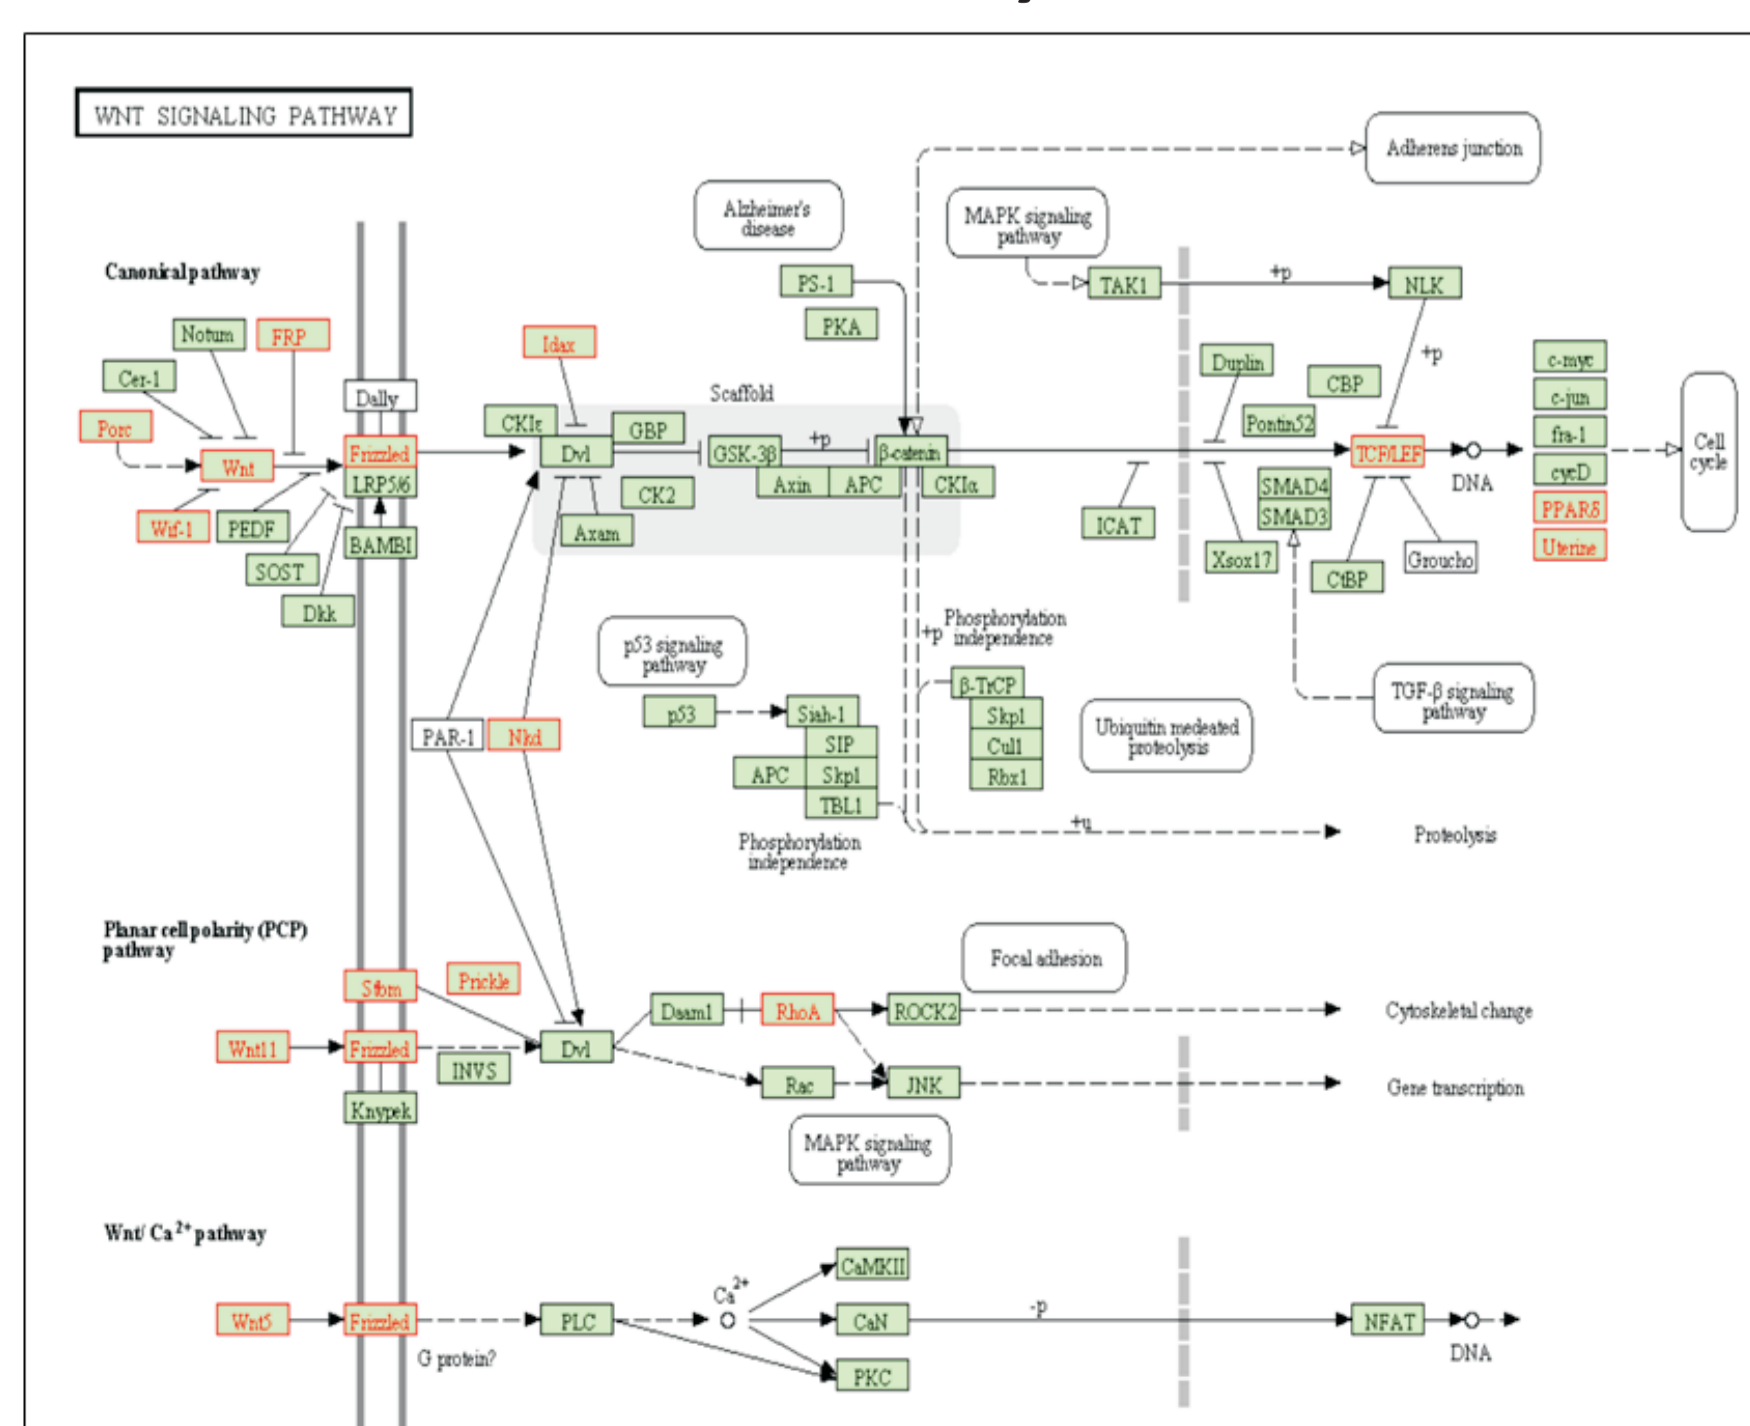 WNT SIGNALING PATHWAY
Adherens junction
Alzheimer's
disease
MAPK signaling
pathway
Canonical pathway
PS-1
TAK1
+p
NLK
Notum
FRP
Idax
PKA
Cer-1
Dally
Scaffold
Duplin
CBP
+p
c-myc
c-jun
Porc
Wnt
Frizzled
LRP5/6
CKIε
Dvl
GBP
GSK-3β
+p
β-catenin
Pontin52
TCF/LEF
DNA
fra-1
cycD
Cell
cycle
Axin
APC
CKIα
CK2
SMAD4
SMAD3
PPARδ
Uterine
Wif-1
PEDF
BAMBI
Axam
ICAT
Xsox17
CtBP
Groucho
SOST
Dkk
p53 signaling
pathway
+p
Phosphorylation
independence
β-TrCP
Skp1
Cul1
Rbx1
TGF-β signaling
pathway
p53
Siah-1
SIP
APC
Skp1
TBL1
Ubiquitin medeated
proteolysis
PAR-1
Nkd
+u
Proteolysis
Phosphorylation
independence
Planar cell polarity (PCP)
pathway
Focal adhesion
Stbm
Prickle
Daam1
RhoA
ROCK2
Cytoskeletal change
Wnt11
Frizzled
INVS
Dvl
Rac
JNK
Gene transcription
Knypek
MAPK signaling
pathway
Wnt/ Ca2+ pathway
CaMKII
Ca2+
Wnt5
Frizzled
PLC
CaN
-p
NFAT
DNA
G protein?
PKC